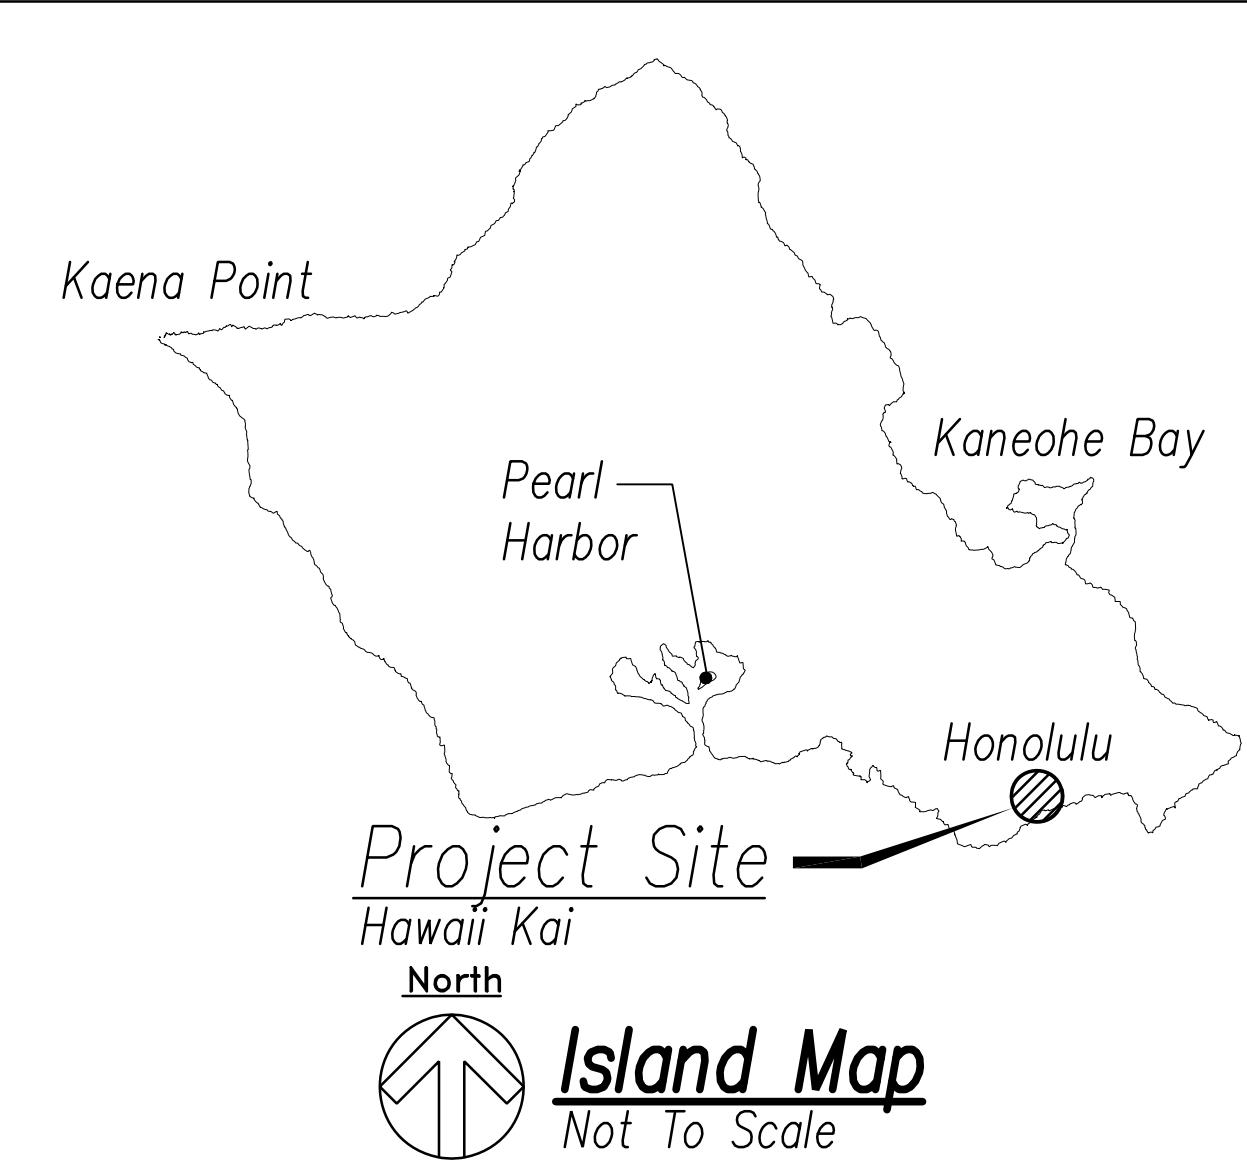 Kaena Point
Kaneohe Bay
Pearl
Harbor
Honolulu
Project Site
Hawaii Kai
North
Island Map
Not To Scale